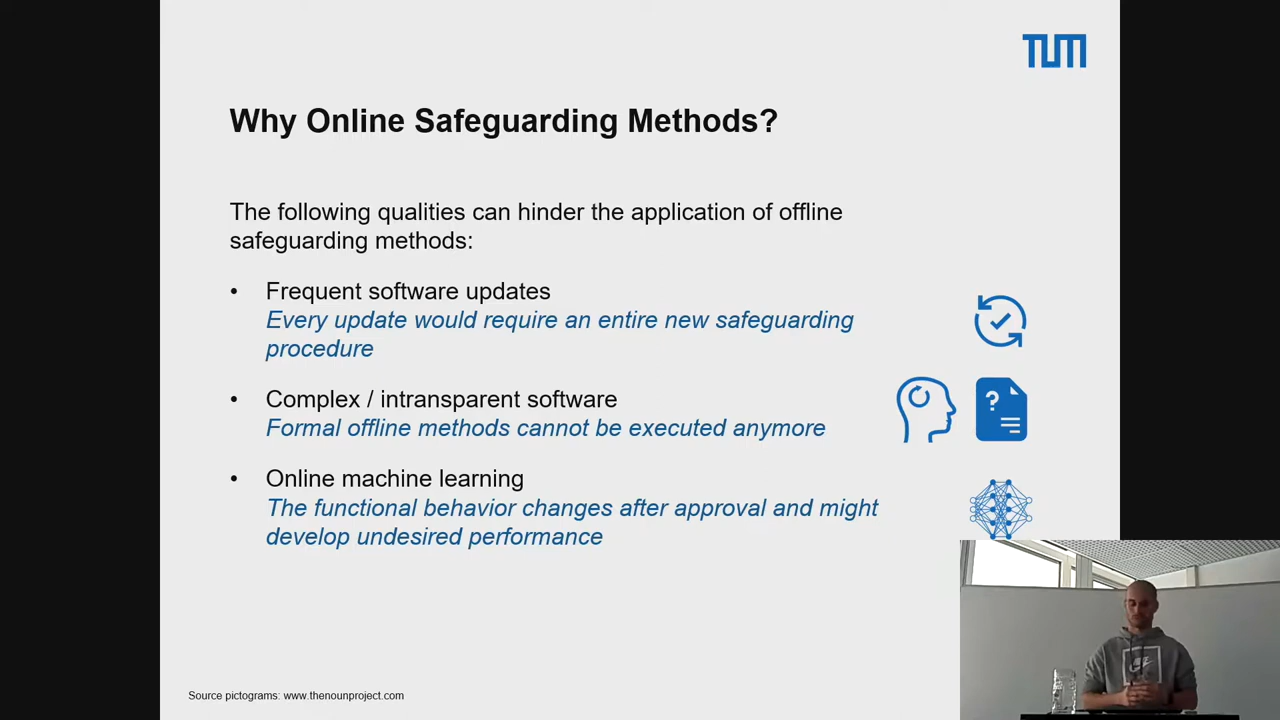 TUM
Why Online Safeguarding Methods?
The following qualities can hinder the application of offline
safeguarding methods:
• Frequent software updates
Every update would require an entire new safeguarding
procedure
• Complex / intransparent software
Formal offline methods cannot be executed anymore
?
• Online machine learning
The functional behavior changes after approval and might
develop undesired performance
Source pictograms: www.thenounproject.com